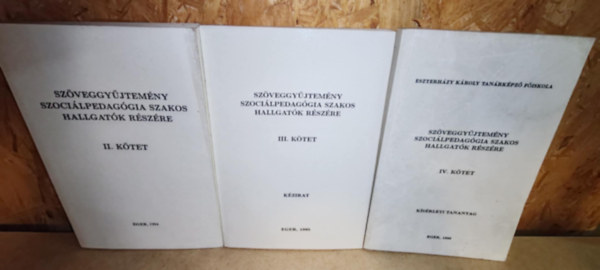 SZÖVEGGYŰJTEMÉNY
SZOCIÁLPEDAGÓGIA SZAKOS
HALLGATÓK RÉSZÉRE
II. KÖTET
EGER,
SZÖVEGGYŰJTEMÉNY
SZOCIÁLPEDAGÓGIA SZAKOS
HALLGATÓK RÉSZÉRE
III. KÖTET
KÉZIRAT
EGER,
ESZTERHÁZY KÁROLY TANÁRKÉPZŐ FŐISKOLA
SZÖVEGGYŰJTEMÉNY
SZOCIÁLPEDAGÓGIA SZAKOS
HALLGATÓK RÉSZÉRE
IV. KÖTET
KÍSÉRLETI TANANYAG
EGER,